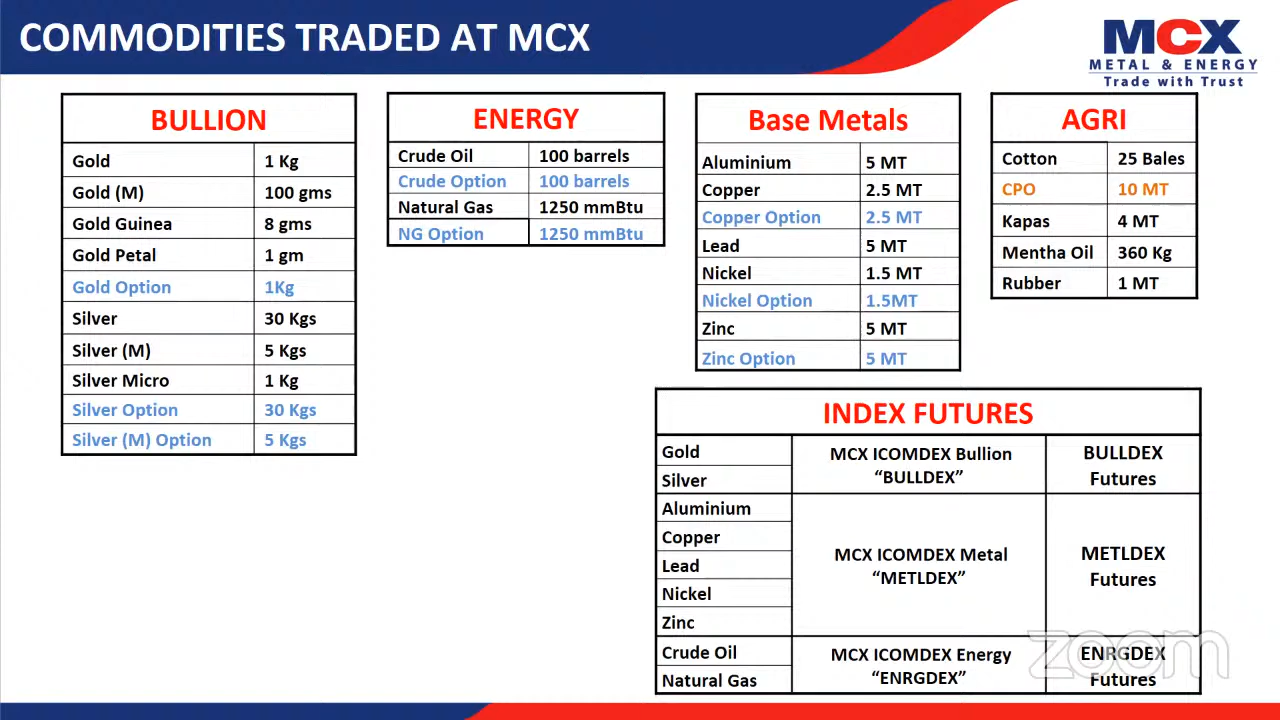 COMMODITIES TRADED AT MCX
MCX
METAL & ENERGY
Trade with Trust
BULLION
Gold 1 Kg
Gold (M) 100 gms
Gold Guinea 8 gms
Gold Petal 1 gm
Gold Option 1Kg
Silver 30 Kgs
Silver (M) 5 Kgs
Silver Micro 1 Kg
Silver Option 30 Kgs
Silver (M) Option 5 Kgs
ENERGY
Crude Oil 100 barrels
Crude Option 100 barrels
Natural Gas 1250 mmBtu
NG Option 1250 mmBtu
Base Metals
Aluminium 5 MT
Copper 2.5 MT
Copper Option 2.5 MT
Lead 5 MT
Nickel 1.5 MT
Nickel Option 1.5MT
Zinc 5 MT
Zinc Option 5 MT
AGRI
Cotton 25 Bales
CPO 10 MT
Kapas 4 MT
Mentha Oil 360 Kg
Rubber 1 MT
INDEX FUTURES
Gold
Silver
MCX ICOMDEX Bullion
“BULLDEX”
BULLDEX
Futures
Aluminium
Copper
Lead
Nickel
Zinc
MCX ICOMDEX Metal
“METLDEX”
METLDEX
Futures
Crude Oil
Natural Gas
MCX ICOMDEX Energy
“ENRGDEX”
ENRGDEX
Futures
zoom